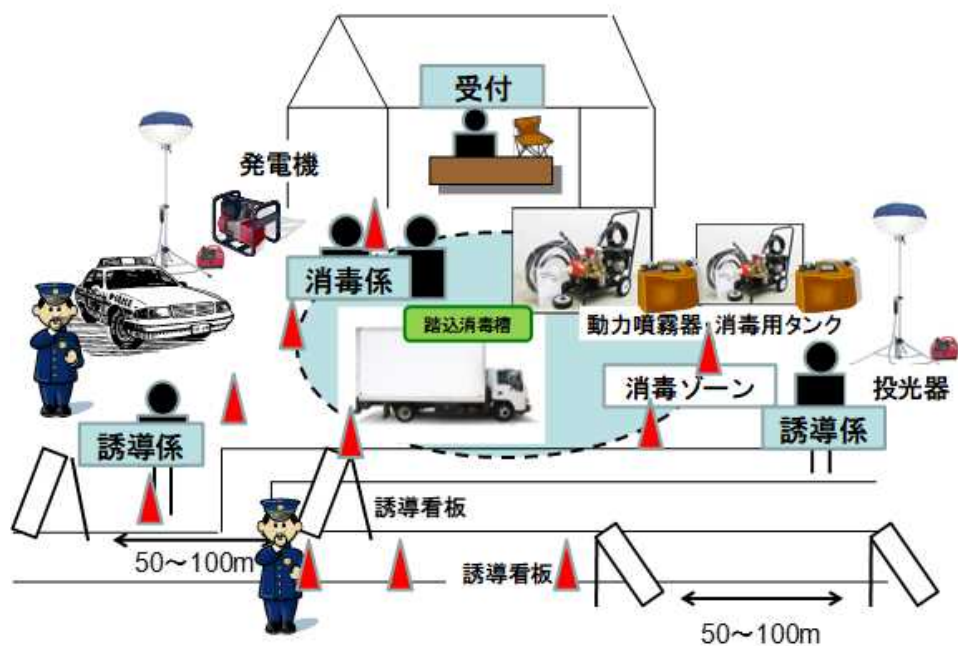 受付
発電機
消毒係
踏込消毒槽
動力噴霧器・消毒用タンク
消毒ゾーン
投光器
誘導係
誘導係
誘導看板
50～100m
誘導看板
50～100m
POLICE